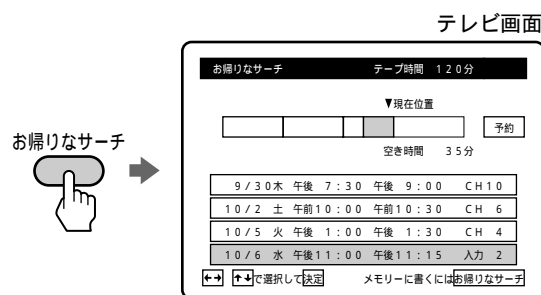 テレビ画面
お帰りなサーチ テープ時間 120分
▼現在位置
予約
空き時間 35分
お帰りなサーチ
9/30木 午後 7:30 午後 9:00 CH10
10/2 土 午前10:00 午前10:30 CH 6
10/5 火 午後 1:00 午後 1:30 CH 4
10/6 水 午後11:00 午後11:15 入力 2
←→ ↑↓で選択して決定 メモリーに書くにはお帰りなサーチ